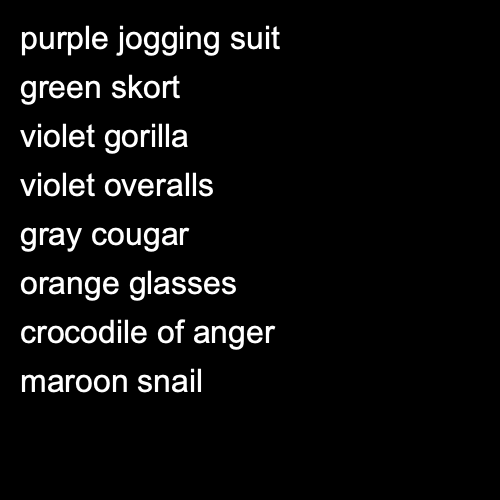 purple jogging suit
green skort
violet gorilla
violet overalls
gray cougar
orange glasses
crocodile of anger
maroon snail